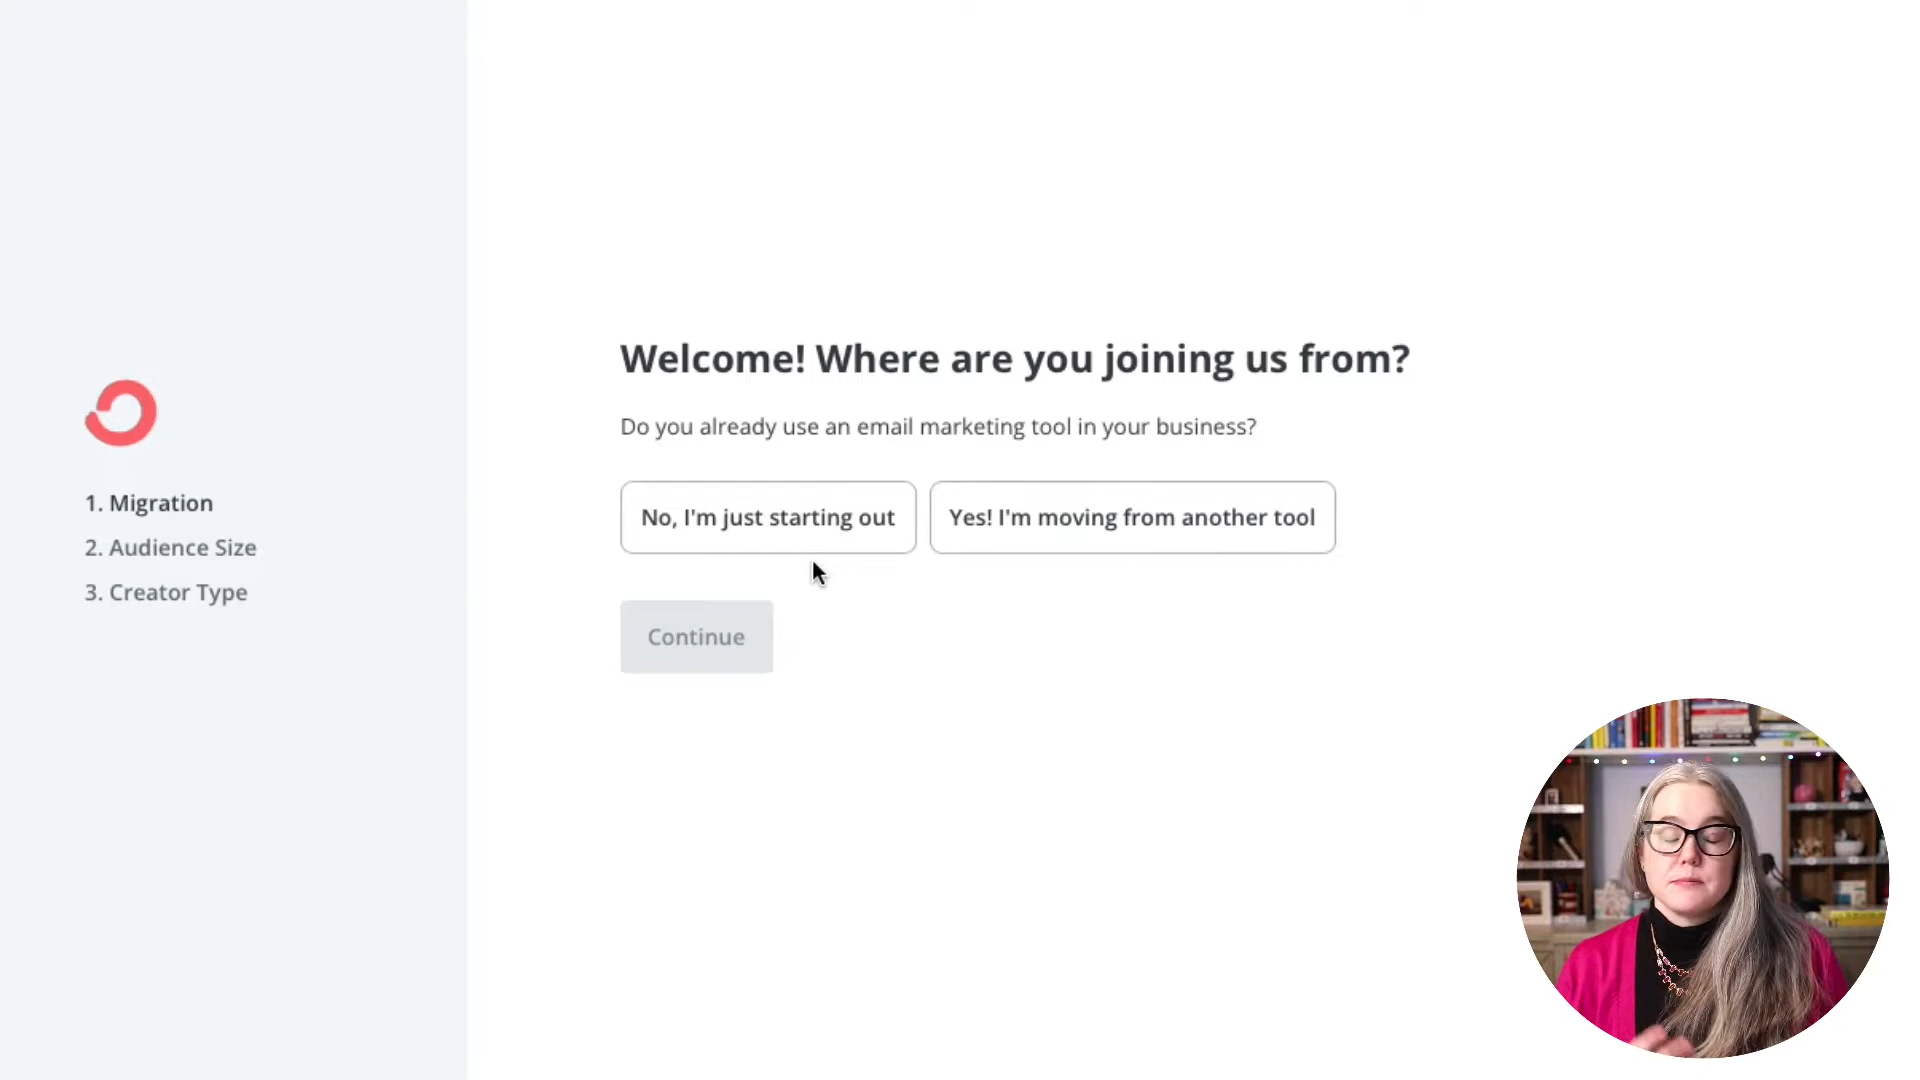 1. Migration
2. Audience Size
3. Creator Type
Welcome! Where are you joining us from?
Do you already use an email marketing tool in your business?
No, I'm just starting out
Yes! I'm moving from another tool
Continue